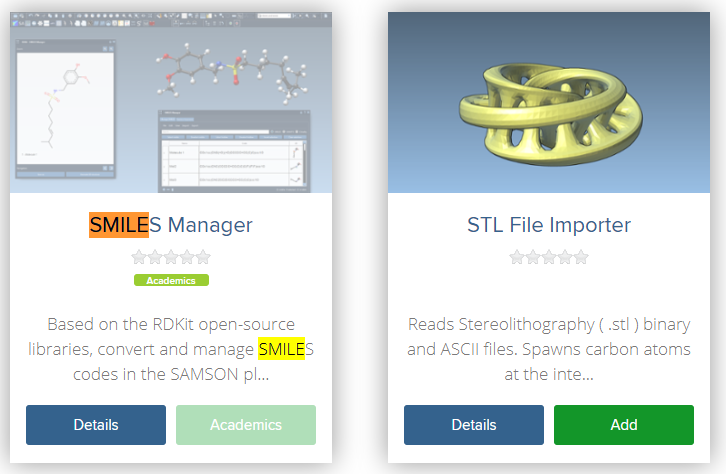 SMILES Manager
Academics
Based on the RDKit open-source
libraries, convert and manage SMILES
codes in the SAMSON pl...
Details
Academics
STL File Importer
Reads Stereolithography ( .stl ) binary
and ASCII files. Spawns carbon atoms
at the inte...
Details
Add